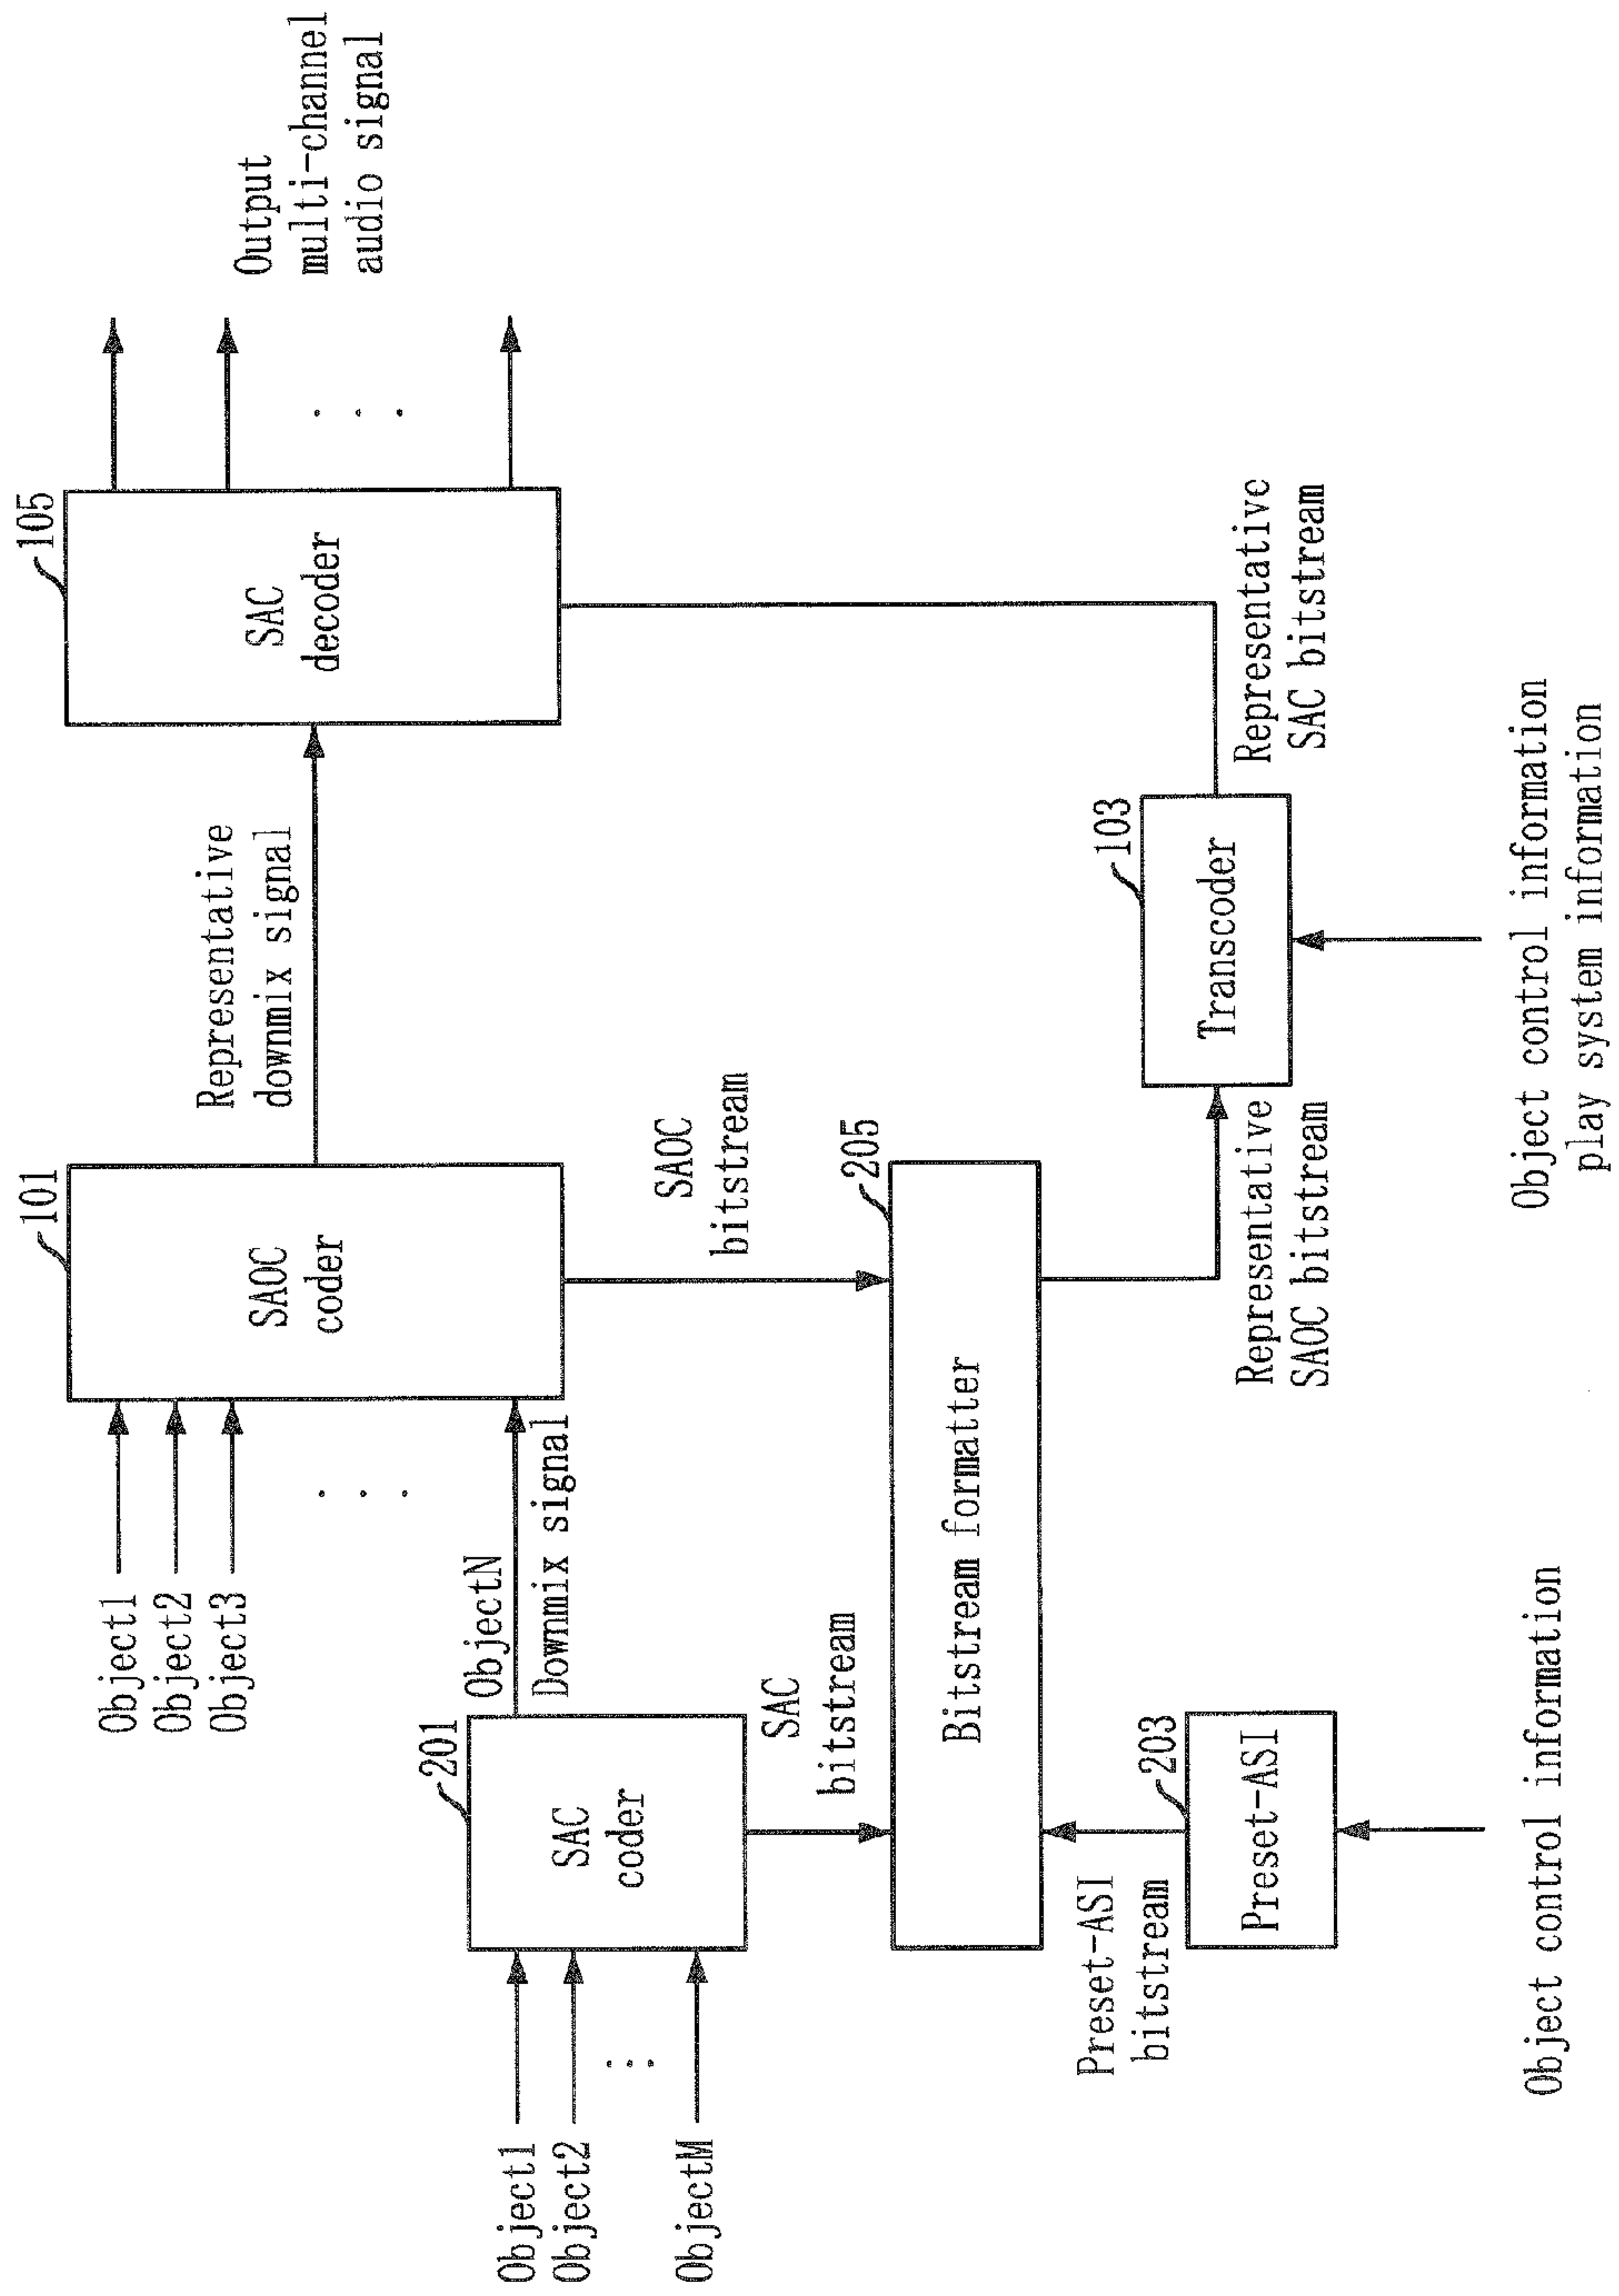 Object1
Object2
Object3
. . .
101
SAOC
coder
Representative
downmix signal
105
SAC
decoder
. . .
Output
multi-channel
audio signal
Object1
Object2
...
ObjectM
201
SAC
coder
ObjectN
Downmix signal
SAC
bitstream
SAOC
bitstream
205
Bitstream formatter
Preset-ASI
bitstream
203
Preset-ASI
Object control information
Representative
SAOC bitstream
103
Transcoder
Representative
SAC bitstream
Object control information
play system information